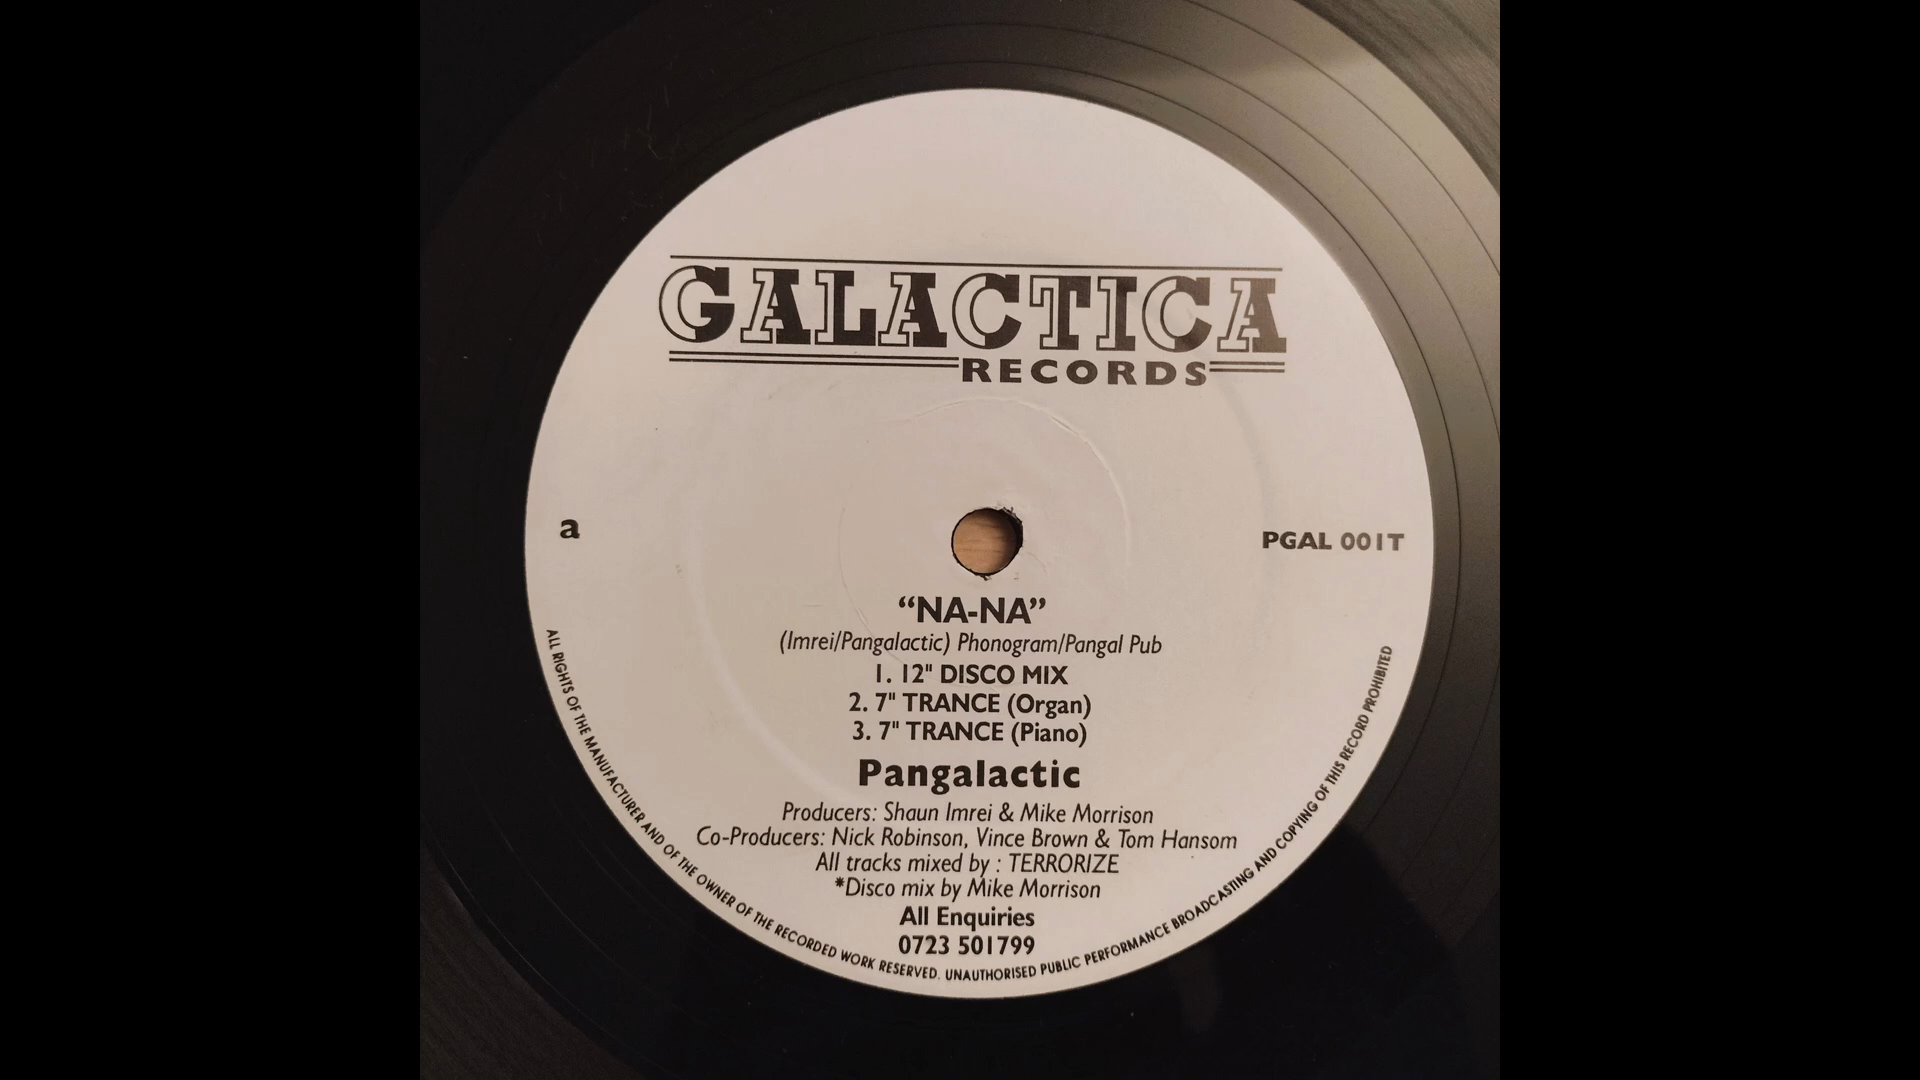 GALACTICA
RECORDS
a
PGAL 001T
“NA-NA”
(Imrei/Pangalactic) Phonogram/Pangal Pub
1. 12" DISCO MIX
2. 7" TRANCE (Organ)
3. 7" TRANCE (Piano)
Pangalactic
Producers: Shaun Imrei & Mike Morrison
Co-Producers: Nick Robinson, Vince Brown & Tom Hansom
All tracks mixed by : TERRORIZE
*Disco mix by Mike Morrison
All Enquiries
0723 501799
ALL RIGHTS OF THE MANUFACTURER AND OF THE OWNER OF THE RECORDED WORK RESERVED. UNAUTHORISED PUBLIC PERFORMANCE BROADCASTING AND COPYING OF THIS RECORD PROHIBITED